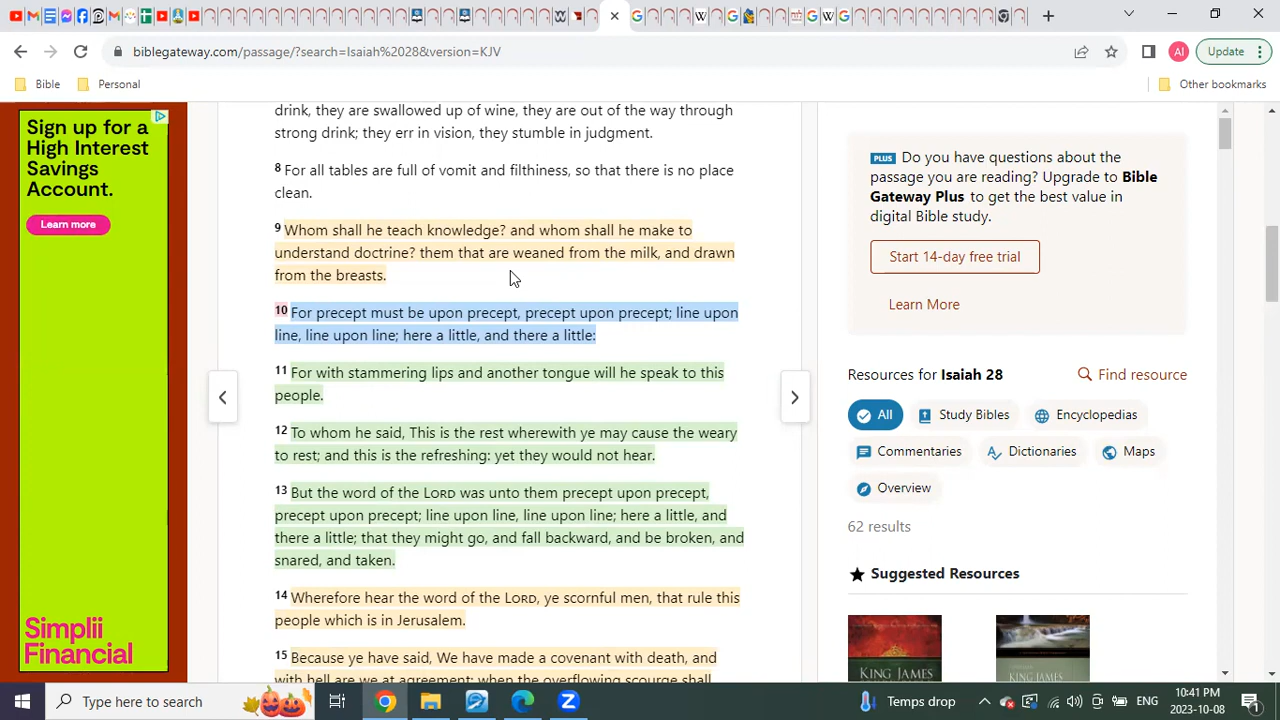 biblegateway.com/passage/?search=Isaiah%2028&version=KJV
AI
Update
Bible
Personal
Other bookmarks
Sign up for a
High Interest
Savings
Account.
Learn more
Simplii
Financial
drink, they are swallowed up of wine, they are out of the way through
strong drink; they err in vision, they stumble in judgment.
8 For all tables are full of vomit and filthiness, so that there is no place
clean.
9 Whom shall he teach knowledge? and whom shall he make to
understand doctrine? them that are weaned from the milk, and drawn
from the breasts.
10 For precept must be upon precept, precept upon precept; line upon
line, line upon line; here a little, and there a little:
11 For with stammering lips and another tongue will he speak to this
people.
12 To whom he said, This is the rest wherewith ye may cause the weary
to rest; and this is the refreshing: yet they would not hear.
13 But the word of the LORD was unto them precept upon precept,
precept upon precept; line upon line, line upon line; here a little, and
there a little; that they might go, and fall backward, and be broken, and
snared, and taken.
14 Wherefore hear the word of the LORD, ye scornful men, that rule this
people which is in Jerusalem.
15 Because ye have said, We have made a covenant with death, and
with hell are we at agreement; when the overflowing scourge shall
PLUS Do you have questions about the
passage you are reading? Upgrade to Bible
Gateway Plus to get the best value in
digital Bible study.
Start 14-day free trial
Learn More
Resources for Isaiah 28
Find resource
All
Study Bibles
Encyclopedias
Commentaries
Dictionaries
Maps
Overview
62 results
Suggested Resources
KING JAMES
KING JAMES
Type here to search
Temps drop
ENG
10:41 PM
2023-10-08
1